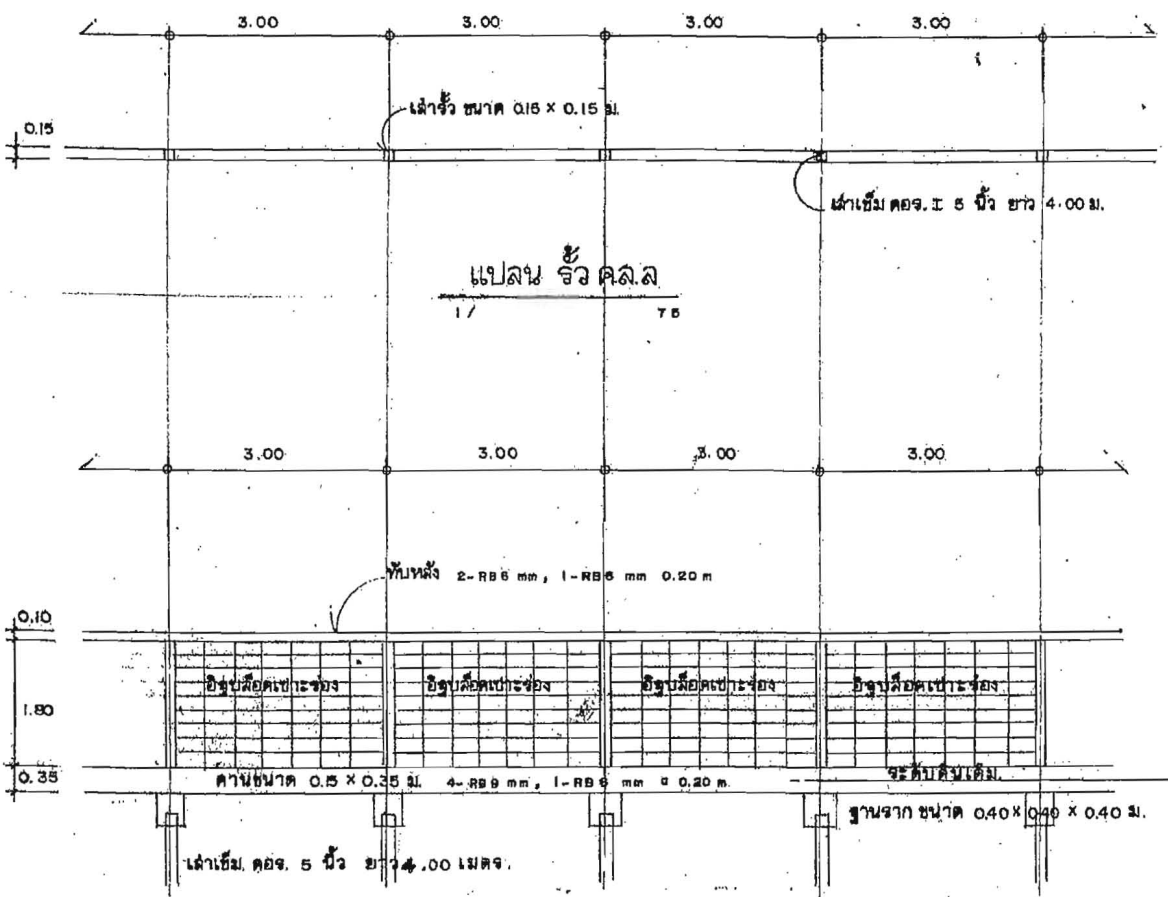 3.00 3.00 3.00 3.00
เสารั้ว ขนาด 0.15 × 0.15 ม.
0.15
เสาเข็ม คอร. I 5 นิ้ว ยาว 4.00 ม.
แปลน รั้ว ค.ส.ล
1/ 75
3.00 3.00 3.00 3.00
ทับหลัง 2-RB6 mm, 1-RB6 mm 0.20 m
0.10
อิฐบล็อคเซาะร่อง อิฐบล็อคเซาะร่อง อิฐบล็อคเซาะร่อง อิฐบล็อคเซาะร่อง
1.80
0.35
คานขนาด 0.15 × 0.35 ม. 4-RB9 mm, 1-RB6 mm @ 0.20 m.
ระดับดินเดิม.
ฐานราก ขนาด 0.40 × 0.40 × 0.40 ม.
เสาเข็ม. คอร. 5 นิ้ว ยาว 4.00 เมตร.